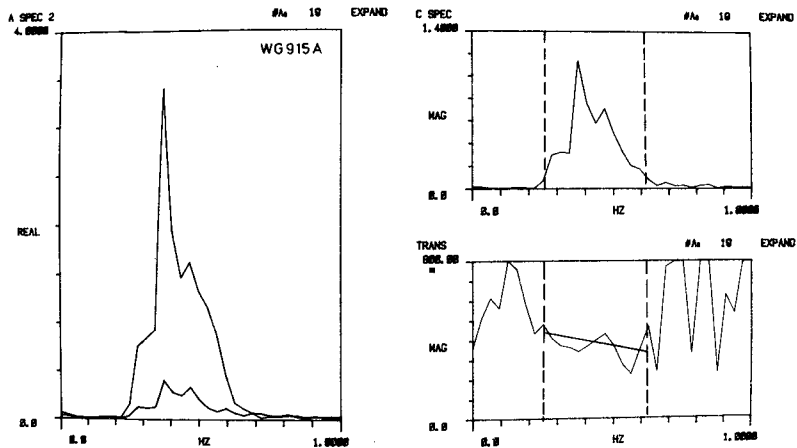 A SPEC 2 #A: 19 EXPAND
4.0000
WG915A
REAL
0.0
0.0 HZ 1.0000
C SPEC #A: 19 EXPAND
1.4000
MAG
0.0
0.0 HZ 1.0000
TRANS #A: 19 EXPAND
800.00
m
MAG
0.0
0.0 HZ 1.0000